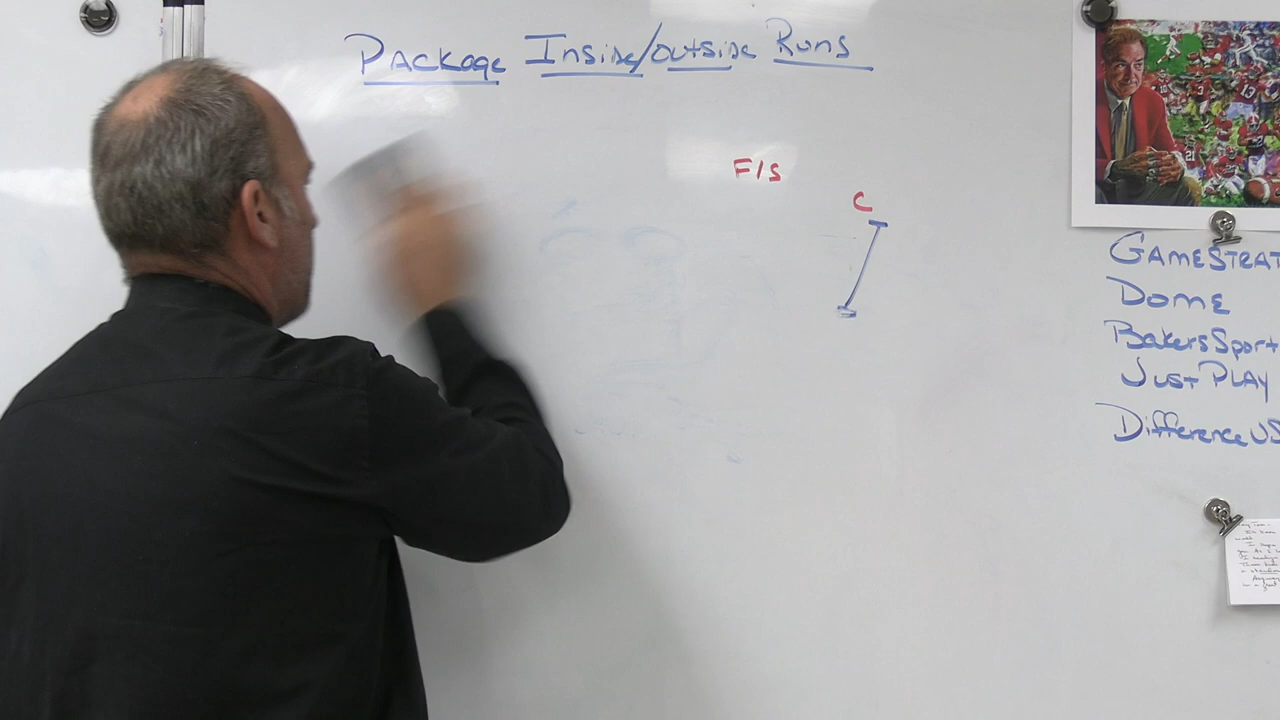 Package Inside/Outside Runs
F/S
C
GameStrat
Dome
BakersSport
Just Play
DifferenceUS